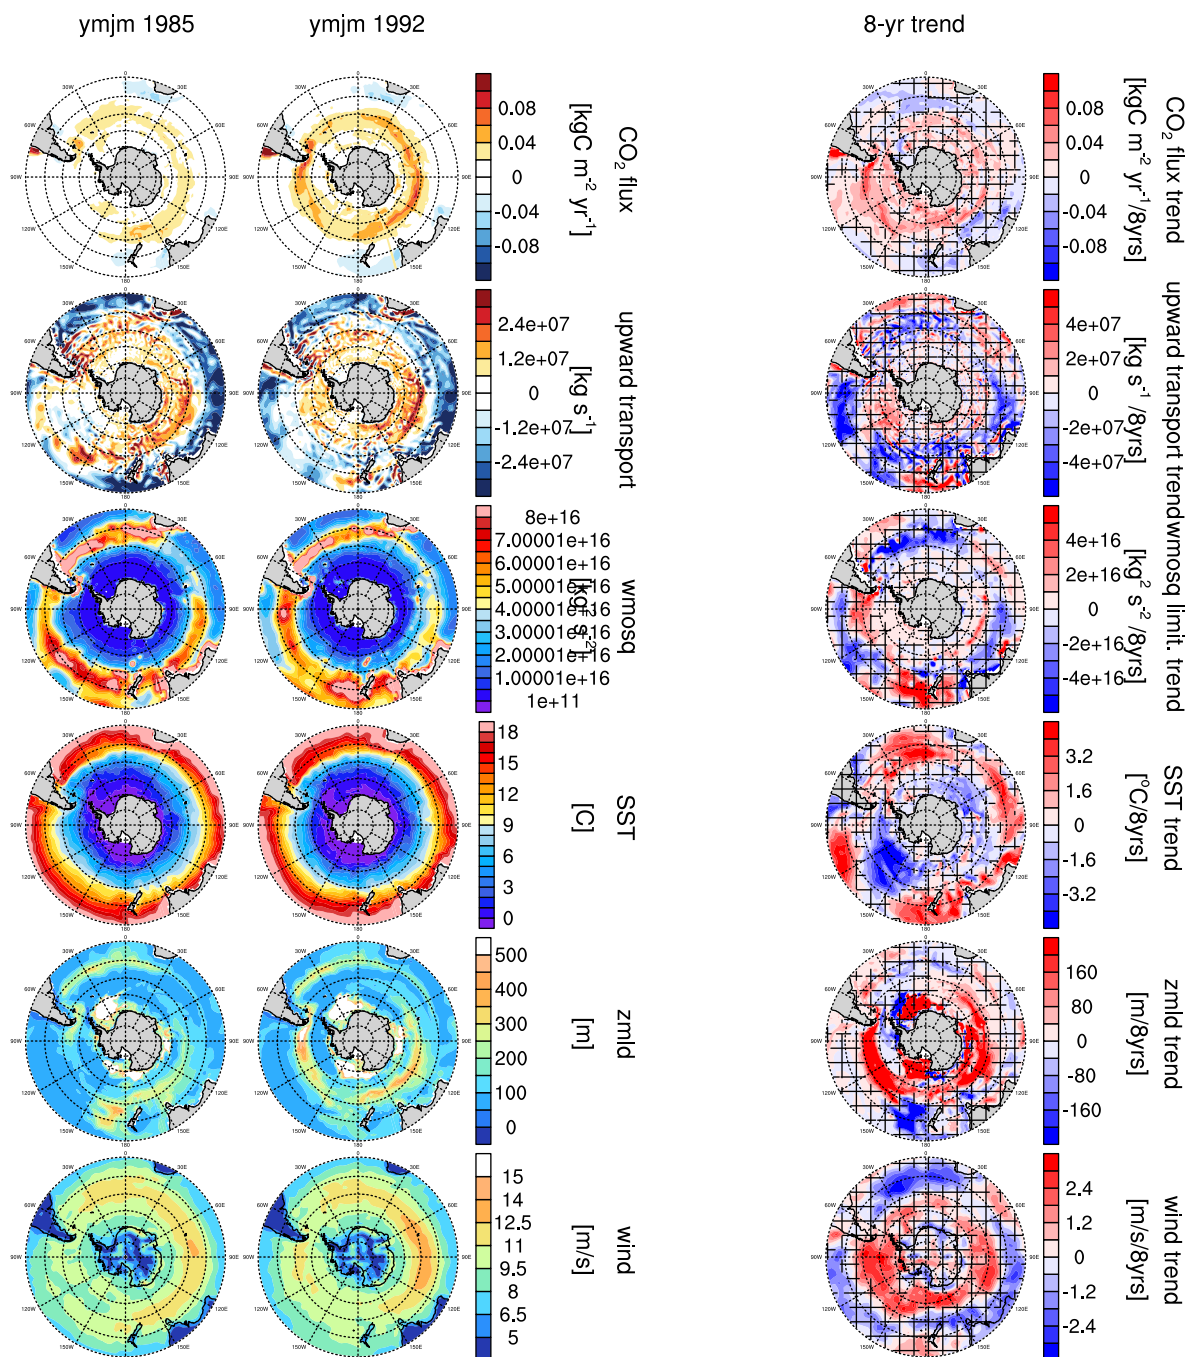 ymjm 1985
ymjm 1992
8-yr trend
0.08
0.04
0
-0.04
-0.08
CO2 flux
[kgC m-2 yr-1]
0.08
0.04
0
-0.04
-0.08
CO2 flux trend
[kgC m-2 yr-1/8yrs]
2.4e+07
1.2e+07
0
-1.2e+07
-2.4e+07
upward transport
[kg s-1]
4e+07
2e+07
0
-2e+07
-4e+07
upward transport trend
[kg s-1 /8yrs]
8e+16
7.00001e+16
6.00001e+16
5.00001e+16
4.00001e+16
3.00001e+16
2.00001e+16
1.00001e+16
1e+11
wmosq
4e+16
2e+16
0
-2e+16
-4e+16
wmosq limit. trend
[kg2 s-2 /8yrs]
18
15
12
9
6
3
0
SST
[C]
3.2
1.6
0
-1.6
-3.2
SST trend
[°C/8yrs]
500
400
300
200
100
0
zmld
[m]
160
80
0
-80
-160
zmld trend
[m/8yrs]
15
14
12.5
11
9.5
8
6.5
5
wind
[m/s]
2.4
1.2
0
-1.2
-2.4
wind trend
[m/s/8yrs]